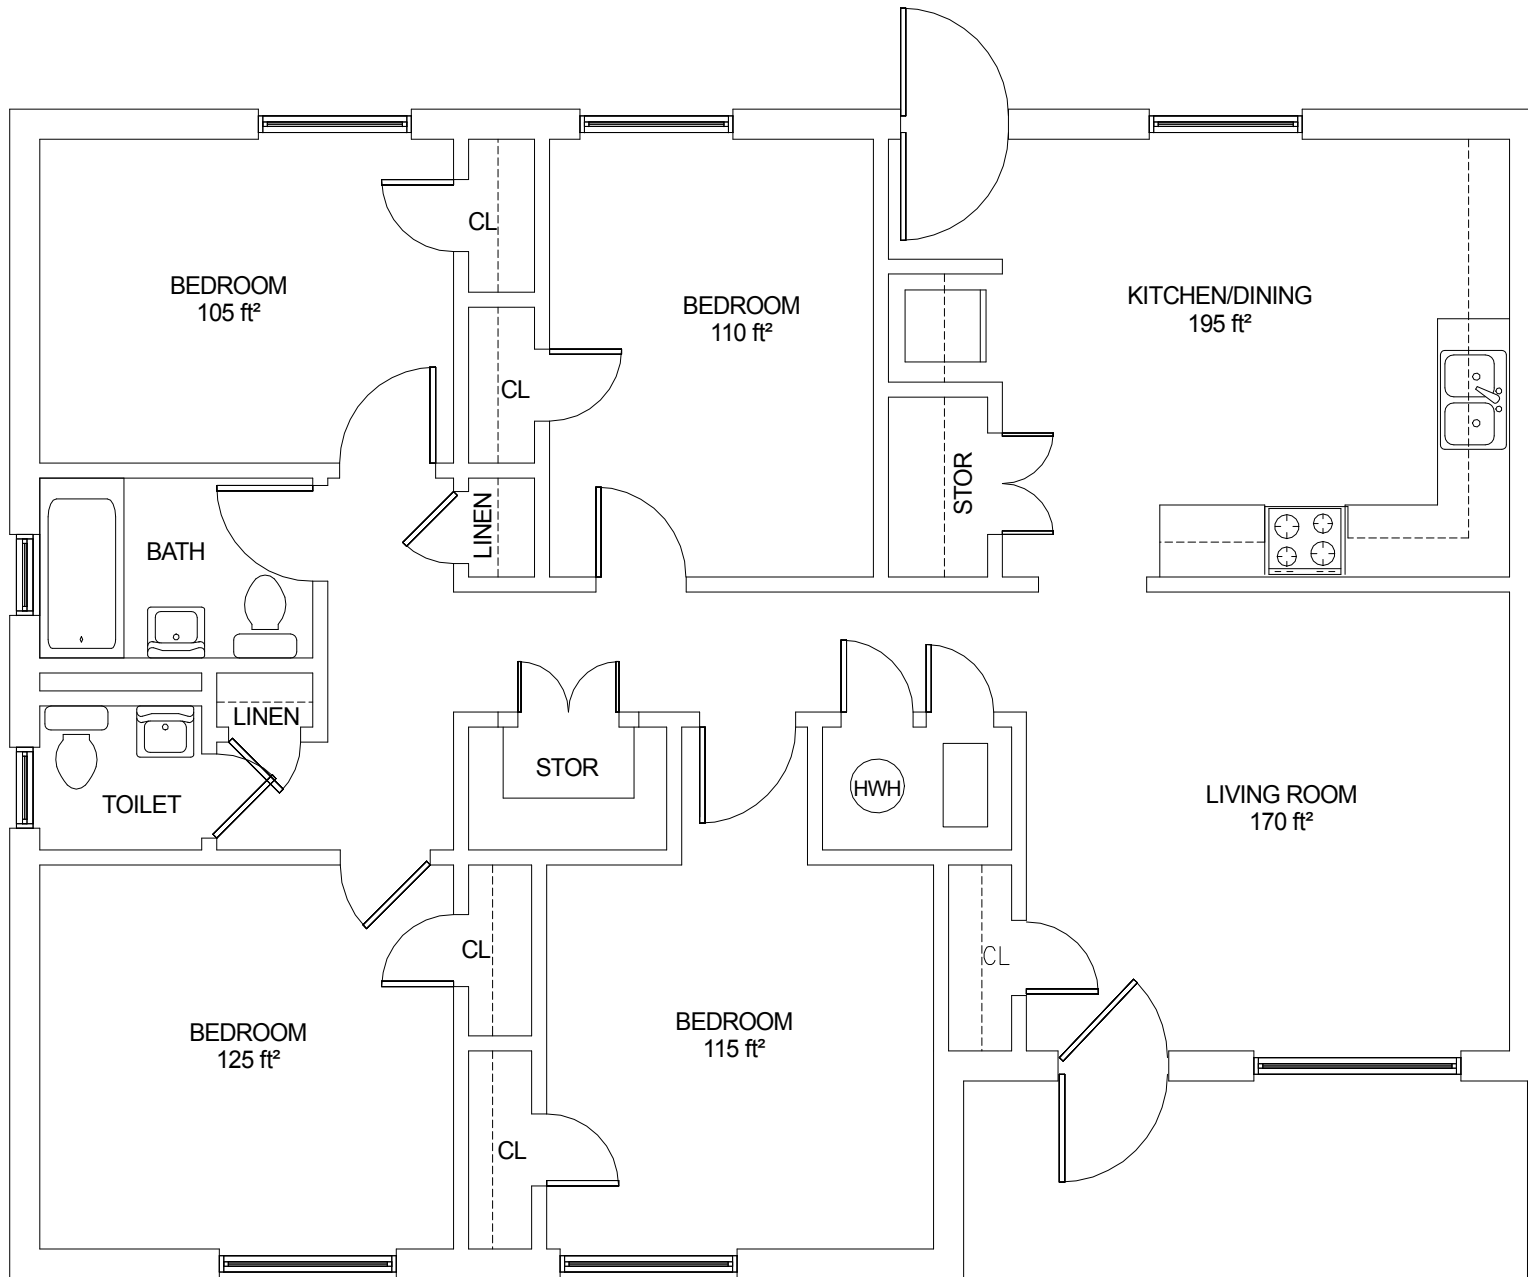 CL
BEDROOM
105 ft²
BEDROOM
110 ft²
KITCHEN/DINING
195 ft²
CL
STOR
LINEN
BATH
LINEN
STOR
HWH
TOILET
LIVING ROOM
170 ft²
CL
CL
BEDROOM
125 ft²
BEDROOM
115 ft²
CL